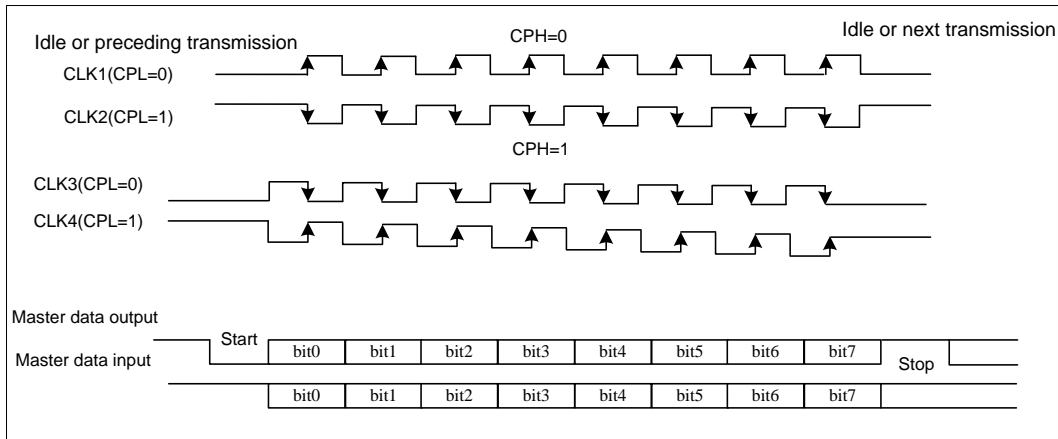 CPH=0
Idle or preceding transmission
Idle or next transmission
CLK1(CPL=0)
CLK2(CPL=1)
CPH=1
CLK3(CPL=0)
CLK4(CPL=1)
Master data output
Start
bit0 bit1 bit2 bit3 bit4 bit5 bit6 bit7
Master data input
Stop
bit0 bit1 bit2 bit3 bit4 bit5 bit6 bit7